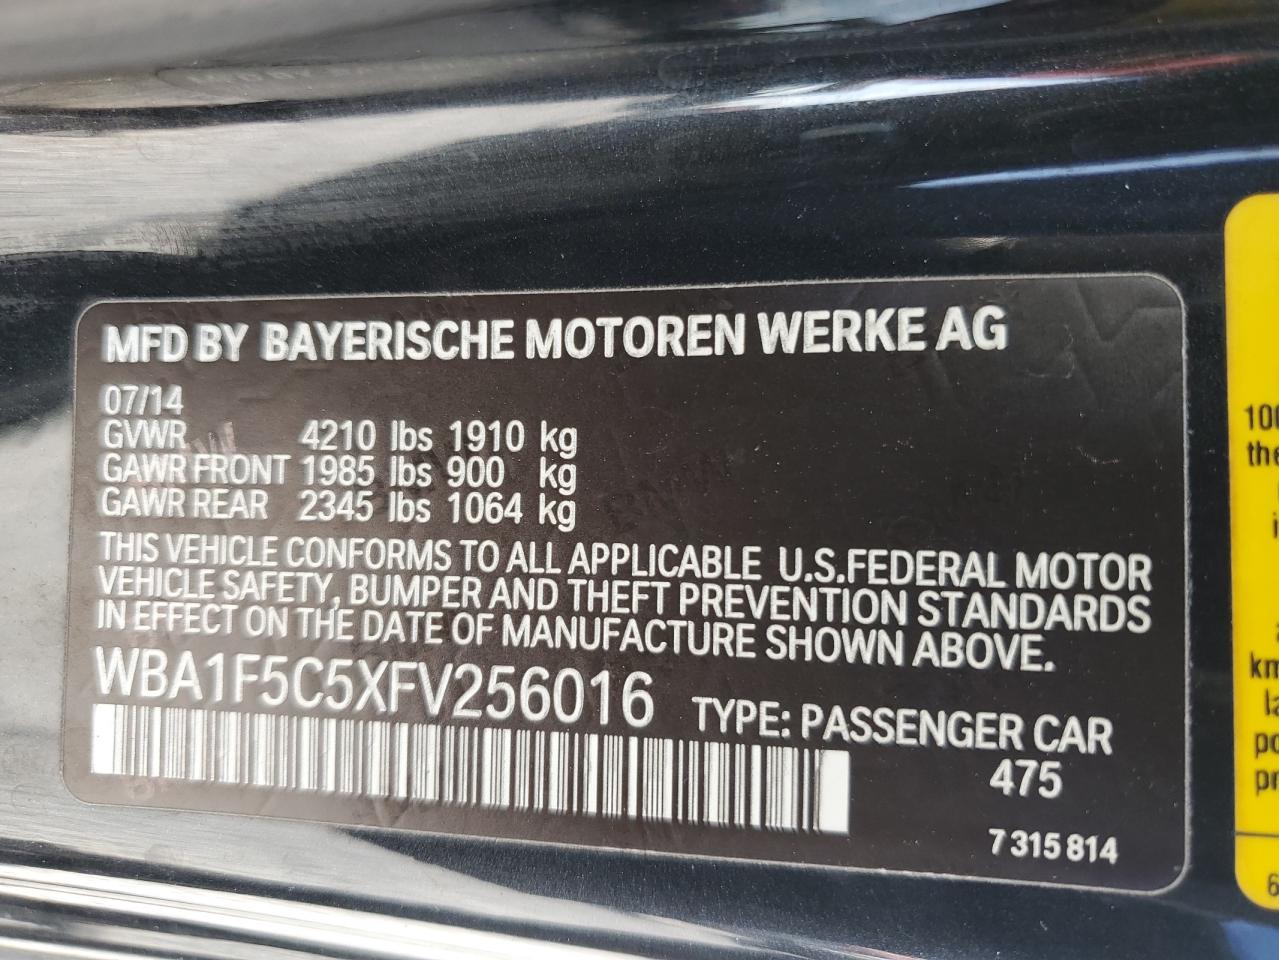 MFD BY BAYERISCHE MOTOREN WERKE AG
07/14
GVWR 4210 lbs 1910 kg
GAWR FRONT 1985 lbs 900 kg
GAWR REAR 2345 lbs 1064 kg
THIS VEHICLE CONFORMS TO ALL APPLICABLE U.S.FEDERAL MOTOR
VEHICLE SAFETY, BUMPER AND THEFT PREVENTION STANDARDS
IN EFFECT ON THE DATE OF MANUFACTURE SHOWN ABOVE.
WBA1F5C5XFV256016 TYPE: PASSENGER CAR
475
7 315 814
100
the
km